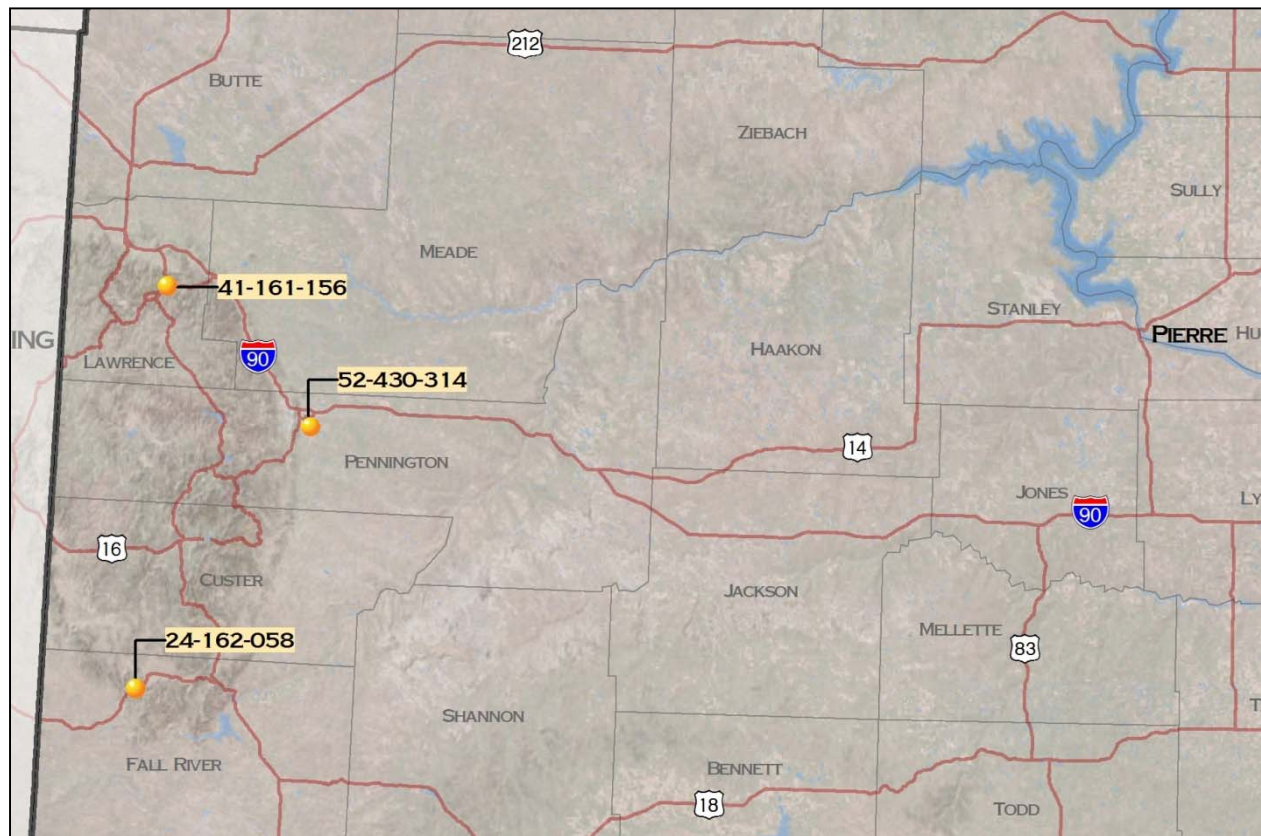 212
BUTTE
ZIEBACH
SULLY
MEADE
41-161-156
STANLEY
ING
PIERRE
HU
HAAKON
LAWRENCE
90
52-430-314
14
PENNINGTON
JONES
LY
90
16
CUSTER
JACKSON
MELLETTE
24-162-058
83
SHANNON
T
FALL RIVER
BENNETT
18
TODD